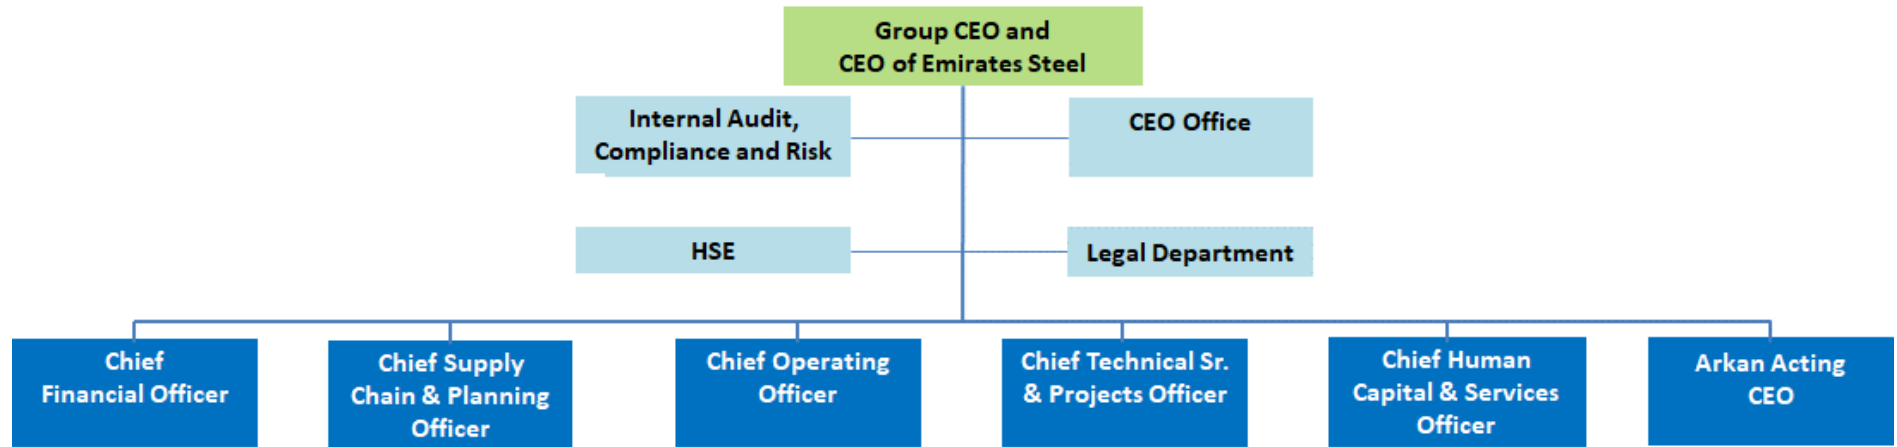 Group CEO and
CEO of Emirates Steel
Internal Audit,
Compliance and Risk
CEO Office
HSE
Legal Department
Chief
Financial Officer
Chief Supply
Chain & Planning
Officer
Chief Operating
Officer
Chief Technical Sr.
& Projects Officer
Chief Human
Capital & Services
Officer
Arkan Acting
CEO